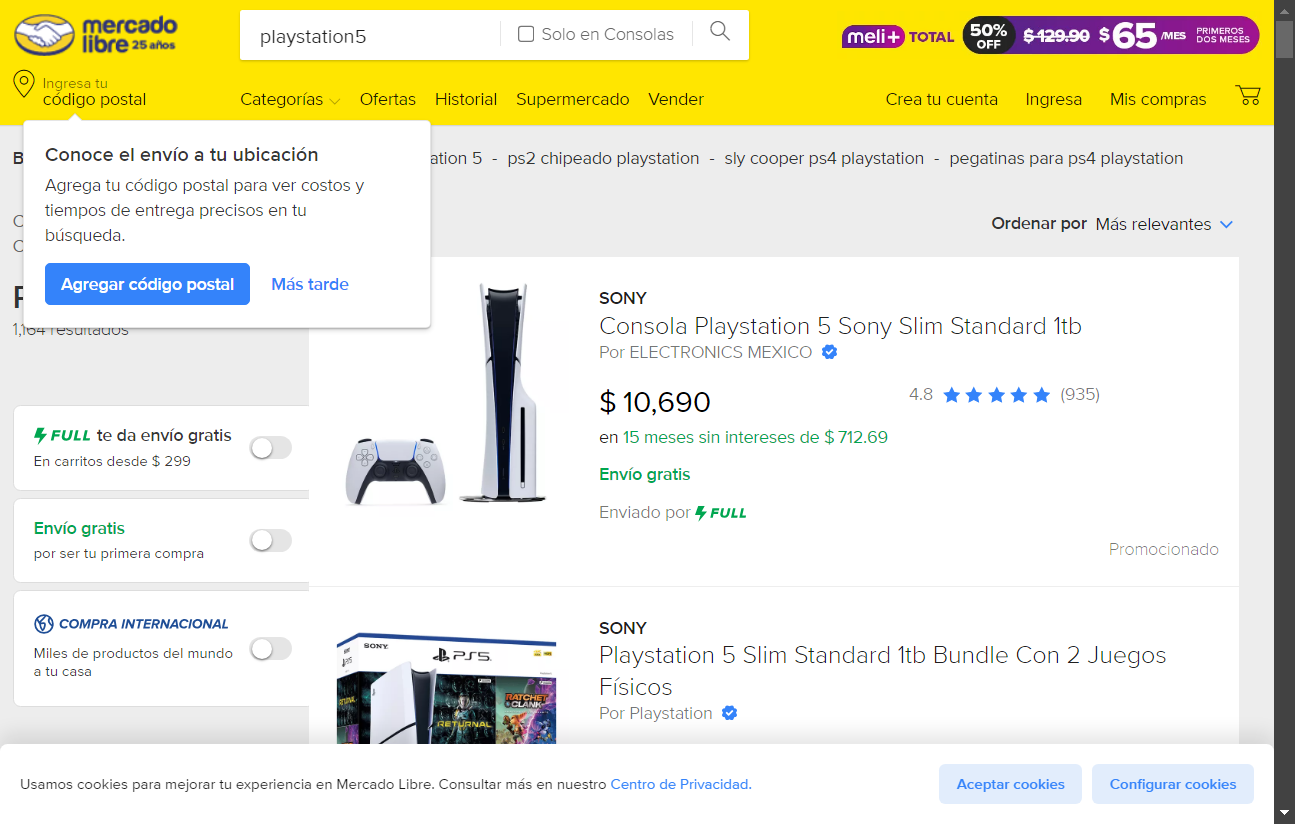 mercado
libre 25 años
playstation5
Solo en Consolas
meli+ TOTAL
50%
OFF
$ 129.90 $ 65 /MES
PRIMEROS
DOS MESES
Ingresa tu
código postal
Categorías
Ofertas
Historial
Supermercado
Vender
Crea tu cuenta
Ingresa
Mis compras
Conoce el envío a tu ubicación
Agrega tu código postal para ver costos y
tiempos de entrega precisos en tu
búsqueda.
Agregar código postal
Más tarde
5 - ps2 chipeado playstation - sly cooper ps4 playstation - pegatinas para ps4 playstation
Ordenar por Más relevantes
1,164 resultados
FULL te da envío gratis
En carritos desde $ 299
Envío gratis
por ser tu primera compra
COMPRA INTERNACIONAL
Miles de productos del mundo
a tu casa
SONY
Consola Playstation 5 Sony Slim Standard 1tb
Por ELECTRONICS MEXICO
$ 10,690
4.8
(935)
en 15 meses sin intereses de $ 712.69
Envío gratis
Enviado por FULL
Promocionado
SONY
PS5
RETURNAL
RATCHET
CLANK
SONY
Playstation 5 Slim Standard 1tb Bundle Con 2 Juegos
Físicos
Por Playstation
Usamos cookies para mejorar tu experiencia en Mercado Libre. Consultar más en nuestro Centro de Privacidad.
Aceptar cookies
Configurar cookies